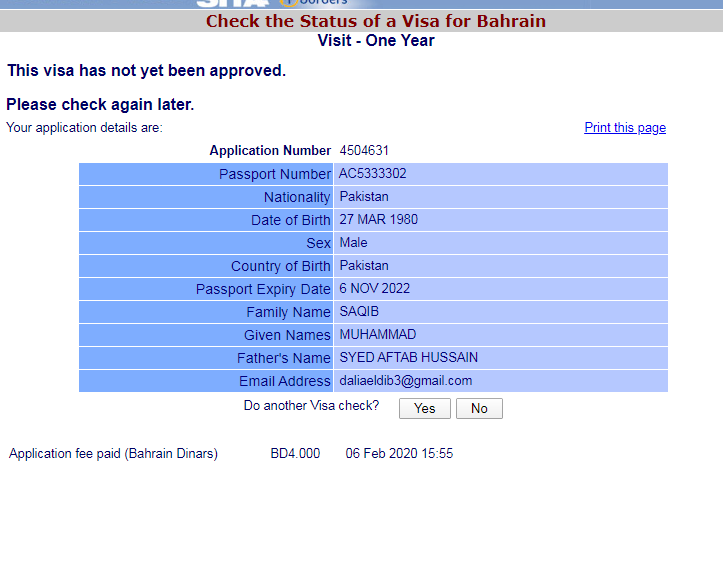 SITA iBorders
Check the Status of a Visa for Bahrain
Visit - One Year
This visa has not yet been approved.
Please check again later.
Your application details are: Print this page
Application Number 4504631
Passport Number AC5333302
Nationality Pakistan
Date of Birth 27 MAR 1980
Sex Male
Country of Birth Pakistan
Passport Expiry Date 6 NOV 2022
Family Name SAQIB
Given Names MUHAMMAD
Father's Name SYED AFTAB HUSSAIN
Email Address daliaeldib3@gmail.com
Do another Visa check? Yes No
Application fee paid (Bahrain Dinars) BD4.000 06 Feb 2020 15:55